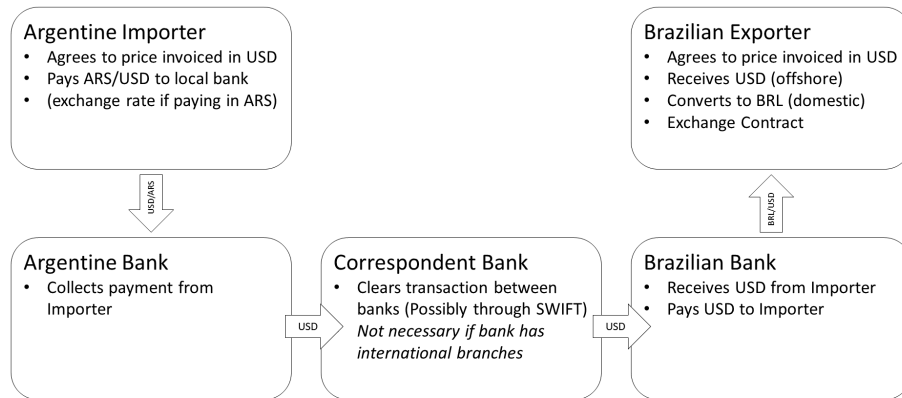 Argentine Importer
• Agrees to price invoiced in USD
• Pays ARS/USD to local bank
• (exchange rate if paying in ARS)
Brazilian Exporter
• Agrees to price invoiced in USD
• Receives USD (offshore)
• Converts to BRL (domestic)
• Exchange Contract
USD/ARS
BRL/USD
Argentine Bank
• Collects payment from
Importer
USD
Correspondent Bank
• Clears transaction between
banks (Possibly through SWIFT)
Not necessary if bank has
international branches
USD
Brazilian Bank
• Receives USD from Importer
• Pays USD to Importer